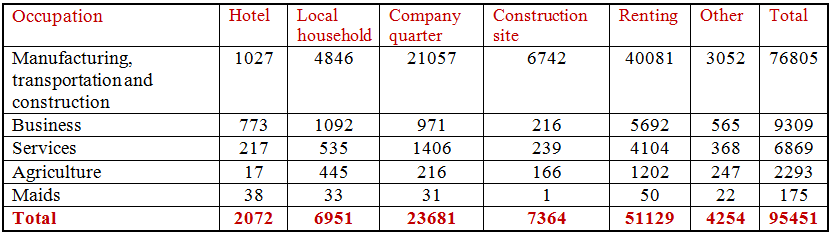 Occupation Hotel Local household Company quarter Construction site Renting Other Total
Manufacturing, transportation and construction 1027 4846 21057 6742 40081 3052 76805
Business 773 1092 971 216 5692 565 9309
Services 217 535 1406 239 4104 368 6869
Agriculture 17 445 216 166 1202 247 2293
Maids 38 33 31 1 50 22 175
Total 2072 6951 23681 7364 51129 4254 95451